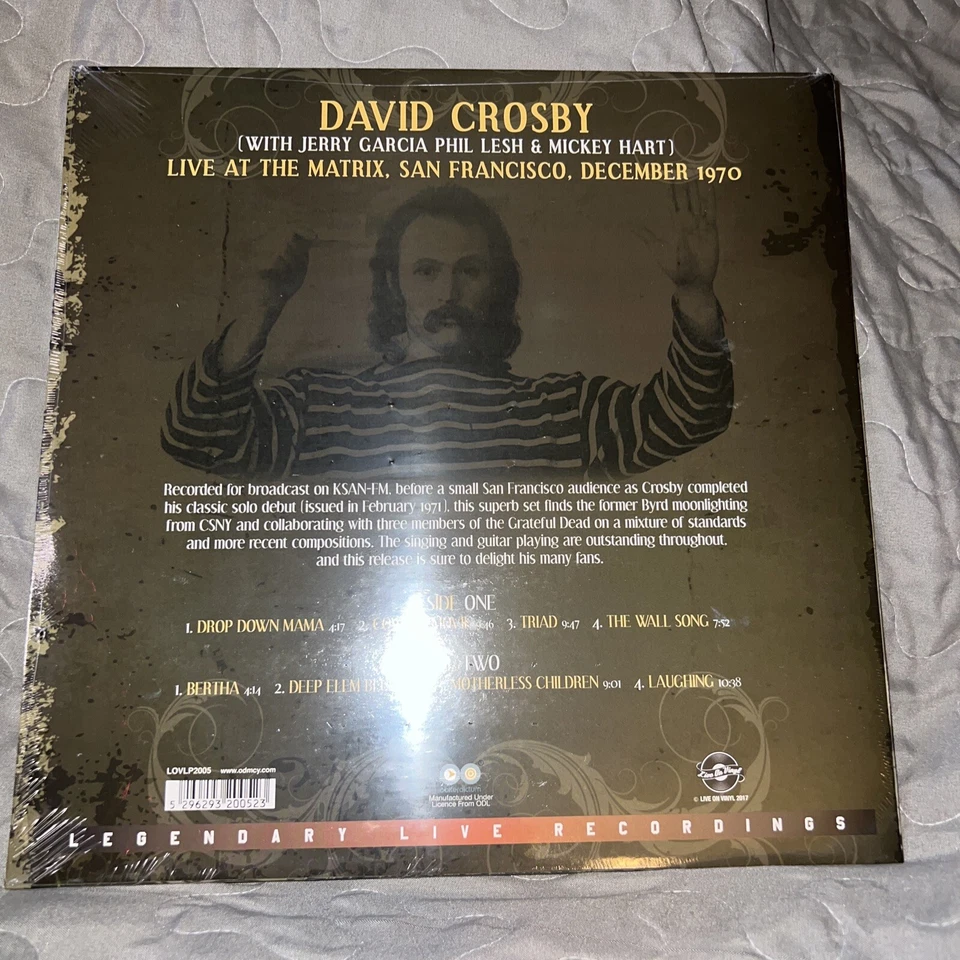 DAVID CROSBY
(WITH JERRY GARCIA PHIL LESH & MICKEY HART)
LIVE AT THE MATRIX, SAN FRANCISCO, DECEMBER 1970
Recorded for broadcast on KSAN-FM, before a small San Francisco audience as Crosby completed
his classic solo debut (issued in February 1971), this superb set finds the former Byrd moonlighting
from CSNY and collaborating with three members of the Grateful Dead on a mixture of standards
and more recent compositions. The singing and guitar playing are outstanding throughout,
and this release is sure to delight his many fans.
SIDE ONE
1. DROP DOWN MAMA 4:17 2. 3. TRIAD 9:47 4. THE WALL SONG 7:52
TWO
1. BERTHA 4:14 2. DEEP ELEM MOTHERLESS CHILDREN 9:01 4. LAUGHING 10:38
LOVLP2005 www.odmcy.com
5 296293 200523
Manufactured Under
Licence From ODL
Live On Vinyl
© LIVE ON VINYL 2017
LEGENDARY LIVE RECORDINGS